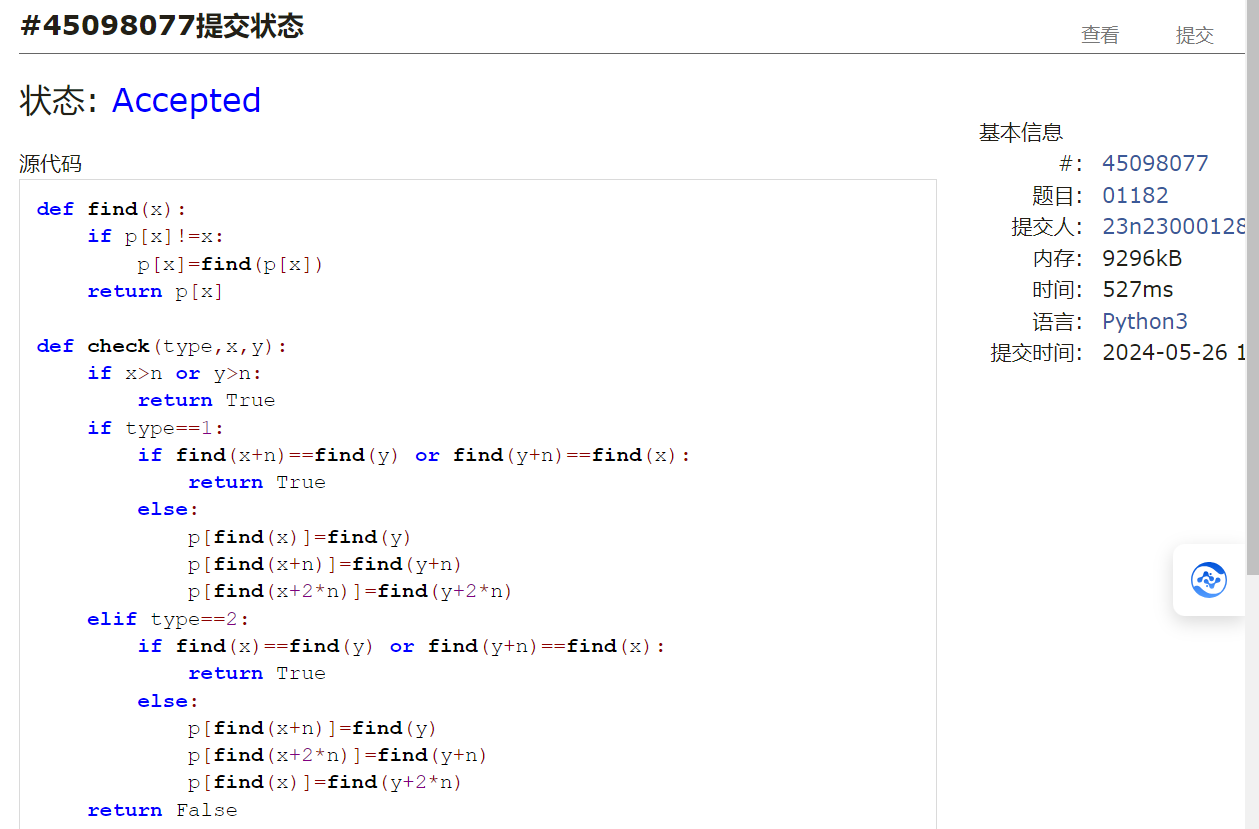 #45098077提交状态
查看 提交
状态: Accepted
基本信息
#: 45098077
题目: 01182
提交人: 23n23000128
内存: 9296kB
时间: 527ms
语言: Python3
提交时间: 2024-05-26 1
源代码
def find(x):
    if p[x]!=x:
        p[x]=find(p[x])
    return p[x]

def check(type,x,y):
    if x>n or y>n:
        return True
    if type==1:
        if find(x+n)==find(y) or find(y+n)==find(x):
            return True
        else:
            p[find(x)]=find(y)
            p[find(x+n)]=find(y+n)
            p[find(x+2*n)]=find(y+2*n)
    elif type==2:
        if find(x)==find(y) or find(y+n)==find(x):
            return True
        else:
            p[find(x+n)]=find(y)
            p[find(x+2*n)]=find(y+n)
            p[find(x)]=find(y+2*n)
    return False